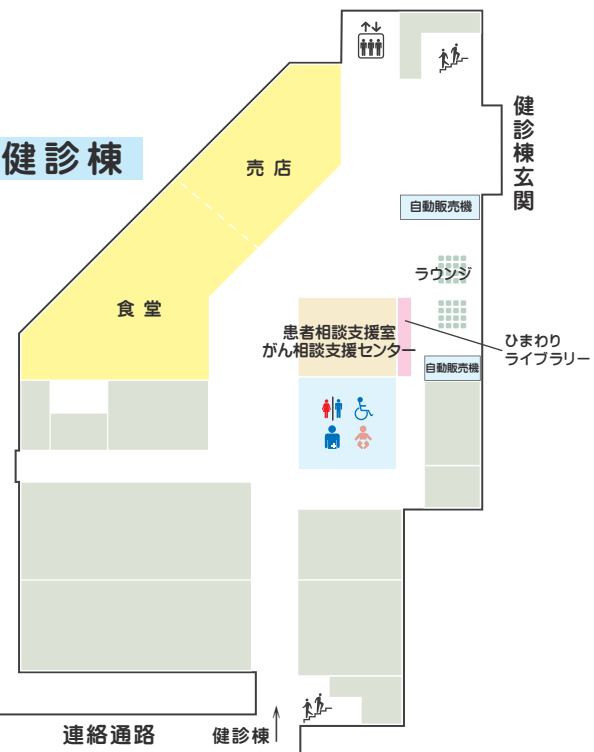 健診棟
売店
健診棟玄関
自動販売機
ラウンジ
食堂
患者相談支援室
がん相談支援センター
ひまわり
ライブラリー
自動販売機
連絡通路
健診棟